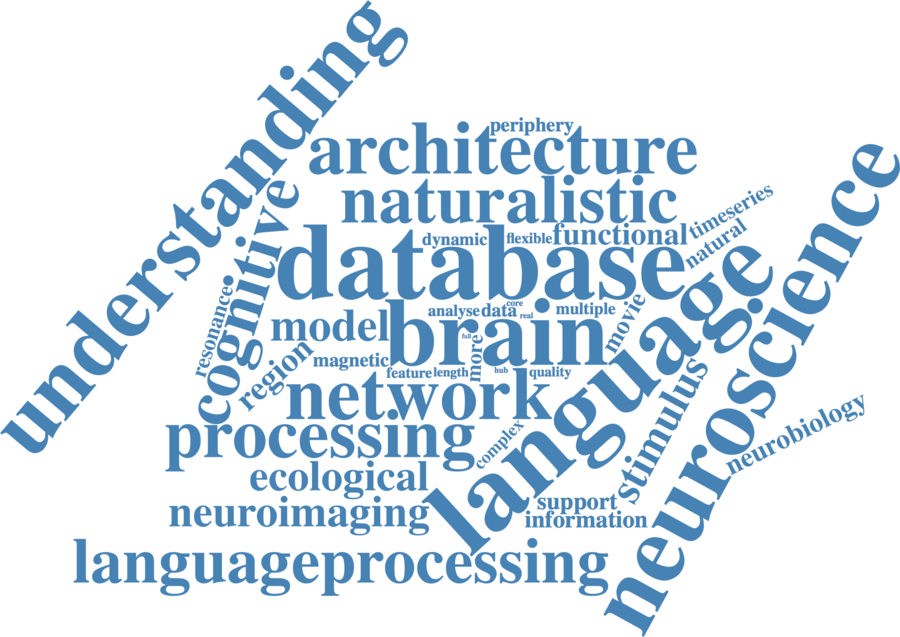 understanding
periphery
architecture
naturalistic
cognitive
timeseries
dynamic
flexible
functional
natural
database
neuroscience
language
resonance
model
analyse
data
core
real
multiple
movie
brain
full
more
region
magnetic
feature
length
hub
quality
network
stimulus
processing
complex
neurobiology
ecological
support
neuroimaging
information
languageprocessing